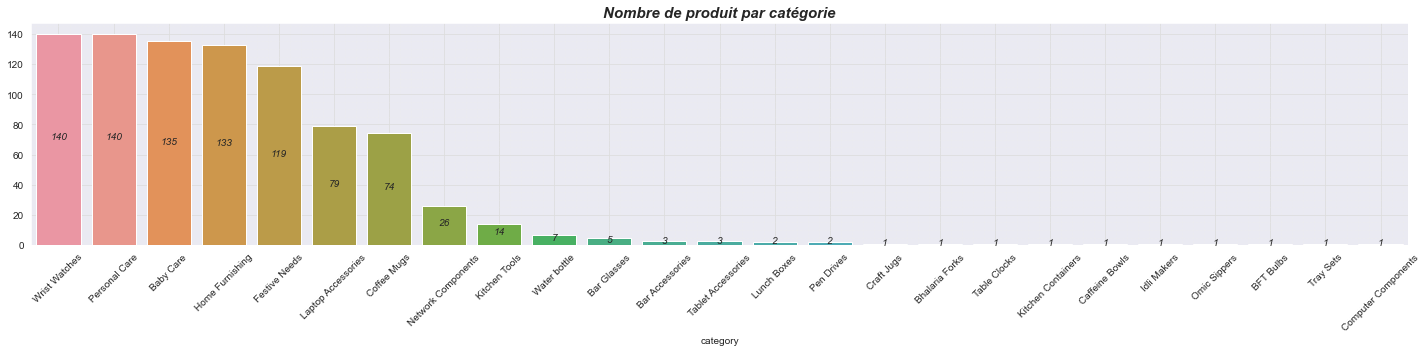 Nombre de produit par catégorie
140
120
100
80
60
40
20
0
140
140
135
133
119
79
74
26
14
7
5
3
3
2
2
1
1
1
1
1
1
1
1
1
1
Wrist Watches
Personal Care
Baby Care
Home Furnishing
Festive Needs
Laptop Accessories
Coffee Mugs
Network Components
Kitchen Tools
Water bottle
Bar Glasses
Bar Accessories
Tablet Accessories
Lunch Boxes
Pen Drives
Craft Jugs
Bhalaria Forks
Table Clocks
Kitchen Containers
Caffeine Bowls
Idli Makers
Omic Sippers
BFT Bulbs
Tray Sets
Computer Components
category